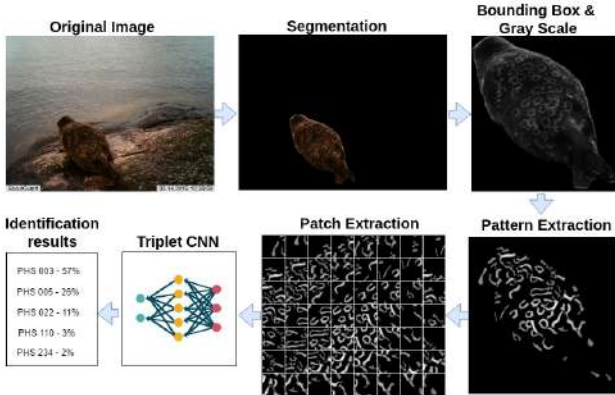 Original Image
Segmentation
Bounding Box &
Gray Scale
Identification
results
Triplet CNN
Patch Extraction
Pattern Extraction
PHS 003 - 57%
PHS 005 - 26%
PHS 022 - 11%
PHS 110 - 3%
PHS 234 - 2%